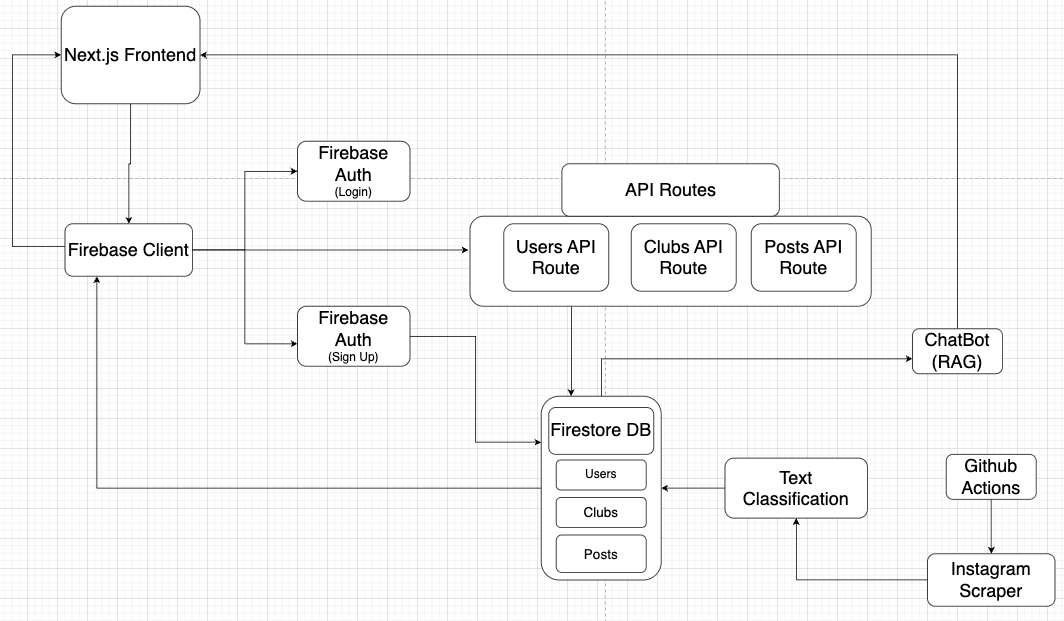 Next.js Frontend
Firebase
Auth
(Login)
API Routes
Firebase Client
Users API
Route
Clubs API
Route
Posts API
Route
Firebase
Auth
(Sign Up)
ChatBot
(RAG)
Firestore DB
Users
Clubs
Posts
Text
Classification
Github
Actions
Instagram
Scraper